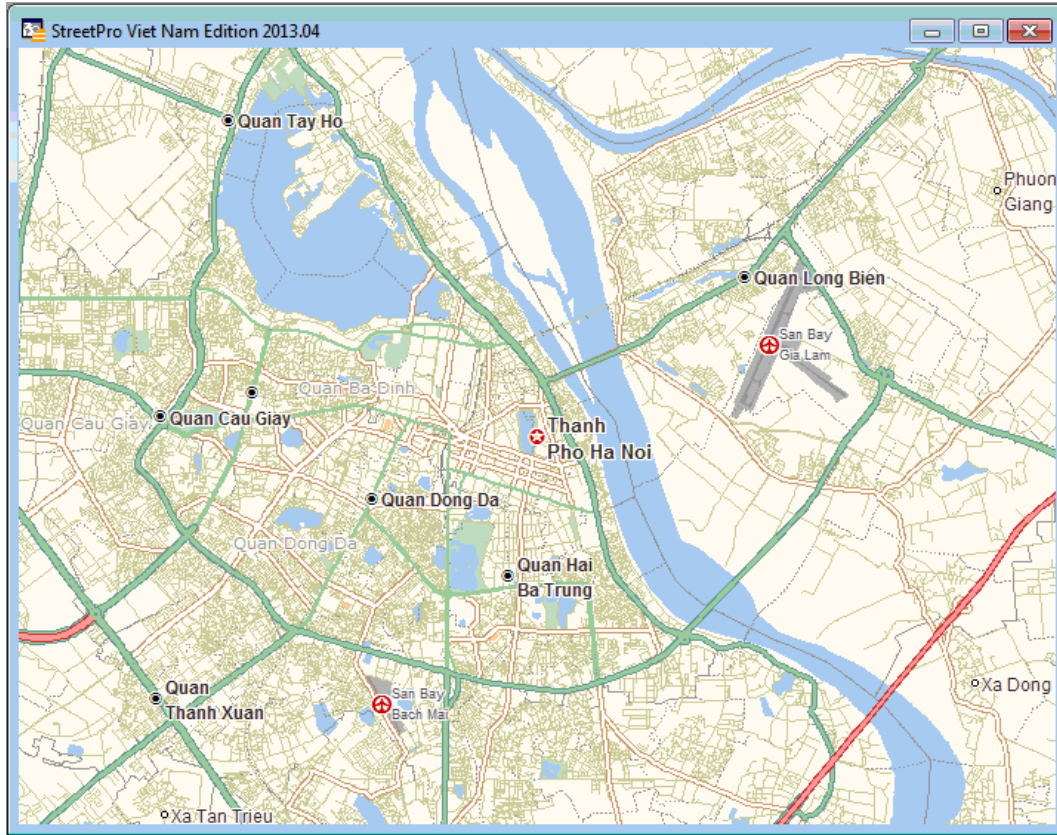 StreetPro Viet Nam Edition 2013.04
Quan Tay Ho
Phuon
Giang
Quan Long Bien
San Bay
Gia Lam
Quan Ba Dinh
Quan Cau Giay
Quan Cau Giay
Thanh
Pho Ha Noi
Quan Dong Da
Quan Dong Da
Quan Hai
Ba Trung
Quan
Thanh Xuan
San Bay
Bach Mai
Xa Dong
Xa Tan Trieu